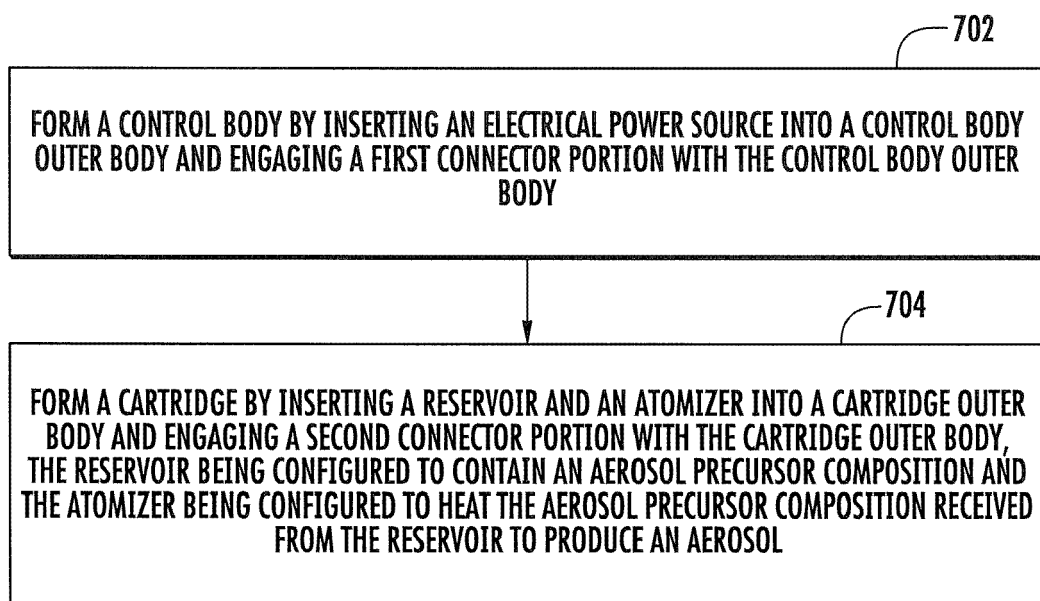 702
FORM A CONTROL BODY BY INSERTING AN ELECTRICAL POWER SOURCE INTO A CONTROL BODY
OUTER BODY AND ENGAGING A FIRST CONNECTOR PORTION WITH THE CONTROL BODY OUTER
BODY
704
FORM A CARTRIDGE BY INSERTING A RESERVOIR AND AN ATOMIZER INTO A CARTRIDGE OUTER
BODY AND ENGAGING A SECOND CONNECTOR PORTION WITH THE CARTRIDGE OUTER BODY,
THE RESERVOIR BEING CONFIGURED TO CONTAIN AN AEROSOL PRECURSOR COMPOSITION AND
THE ATOMIZER BEING CONFIGURED TO HEAT THE AEROSOL PRECURSOR COMPOSITION RECEIVED
FROM THE RESERVOIR TO PRODUCE AN AEROSOL